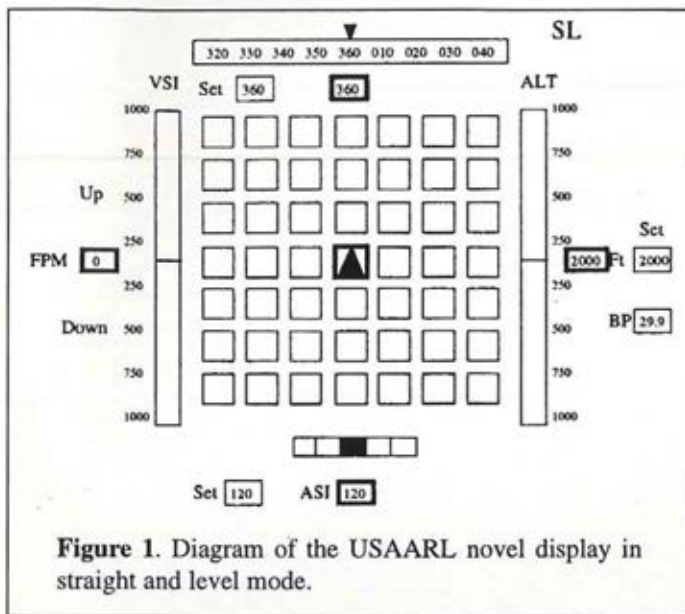 SL
320 330 340 350 360 010 020 030 040
VSI Set 360 360 ALT
1000 1000
750 750
Up
500 500
Set
250 250
FPM 0 2000 Ft 2000
250 250
Down 500 500
BP 29.9
750 750
1000 1000
Set 120 ASI 120
Figure 1. Diagram of the USAARL novel display in
straight and level mode.